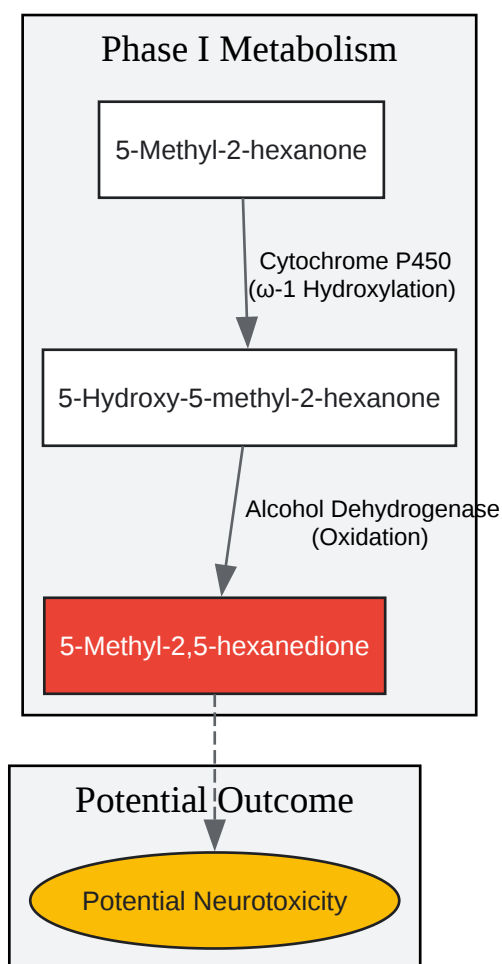 Phase I Metabolism
5-Methyl-2-hexanone
Cytochrome P450
(ω-1 Hydroxylation)
5-Hydroxy-5-methyl-2-hexanone
Alcohol Dehydrogenase
(Oxidation)
5-Methyl-2,5-hexanedione
Potential Outcome
Potential Neurotoxicity